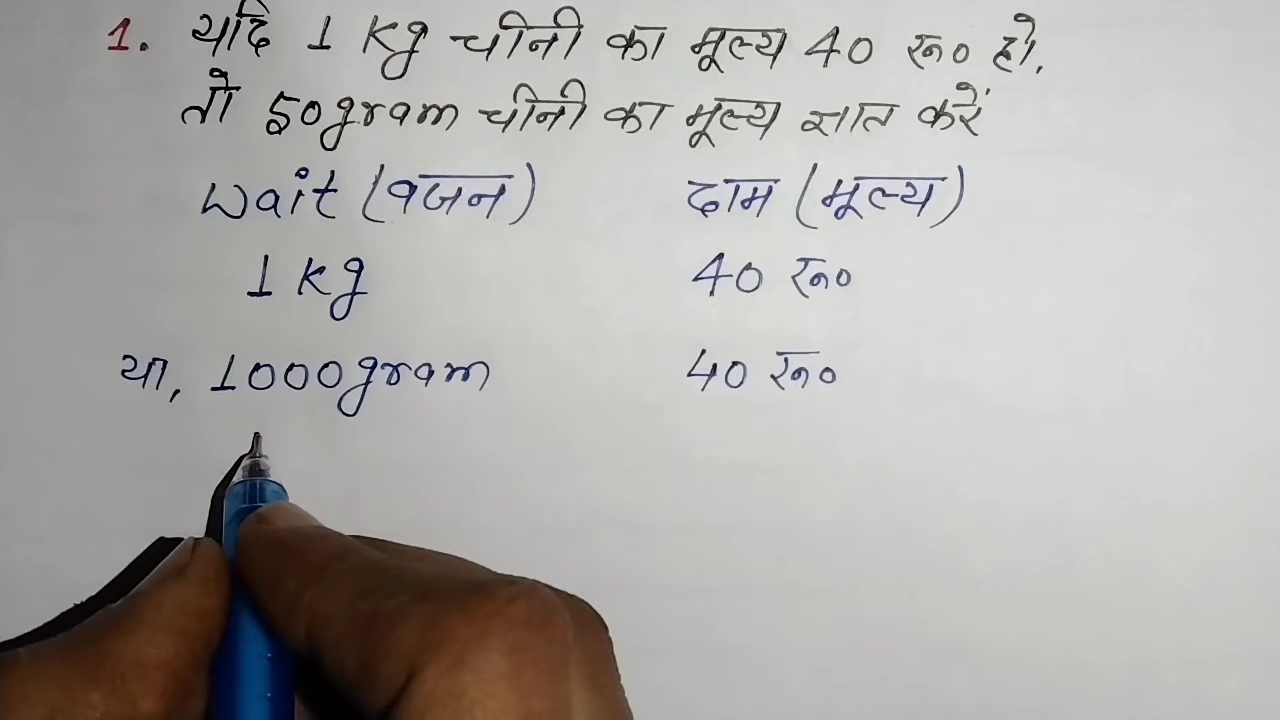 1. यदि 1 Kg चीनी का मूल्य 40 रू० हो,
तो 50gram चीनी का मूल्य ज्ञात करें
Wait (वजन) दाम (मूल्य)
1 kg 40 रू०
या, 1000gram 40 रू०